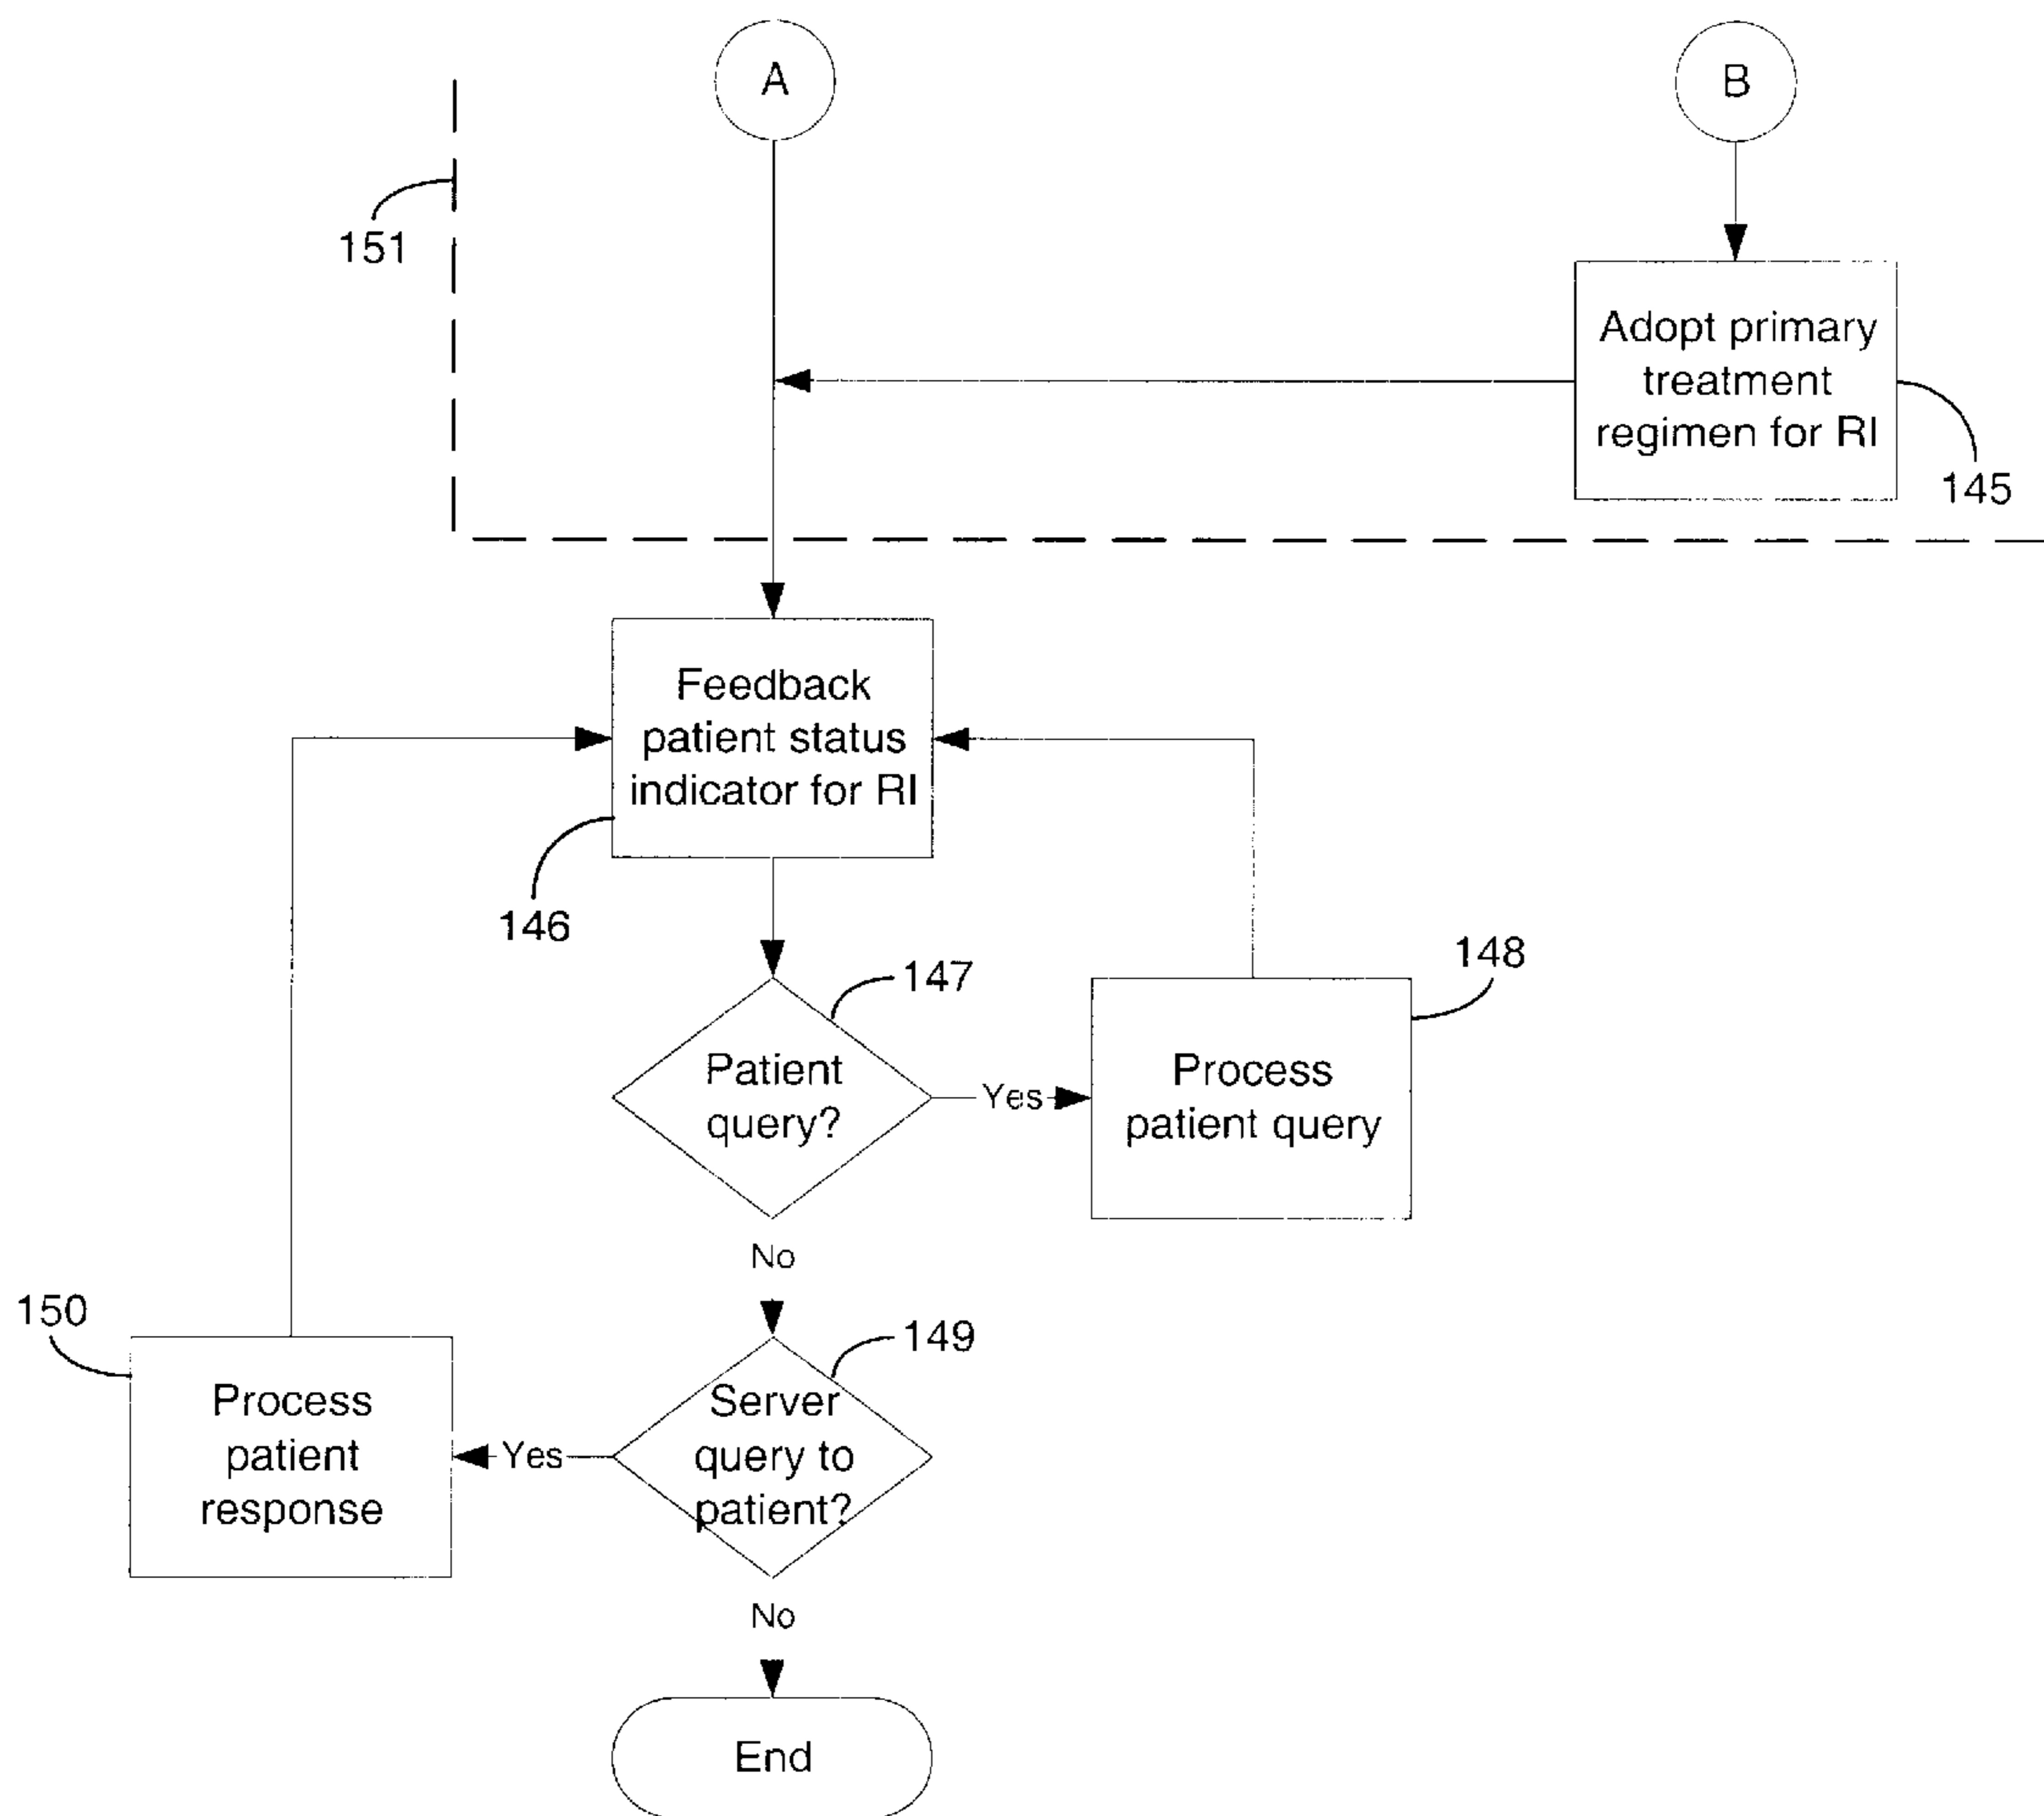 A
B
151
Adopt primary
treatment
regimen for RI
145
Feedback
patient status
indicator for RI
146
147
148
Patient
query?
Yes
Process
patient query
No
150
149
Process
patient
response
Yes
Server
query to
patient?
No
End